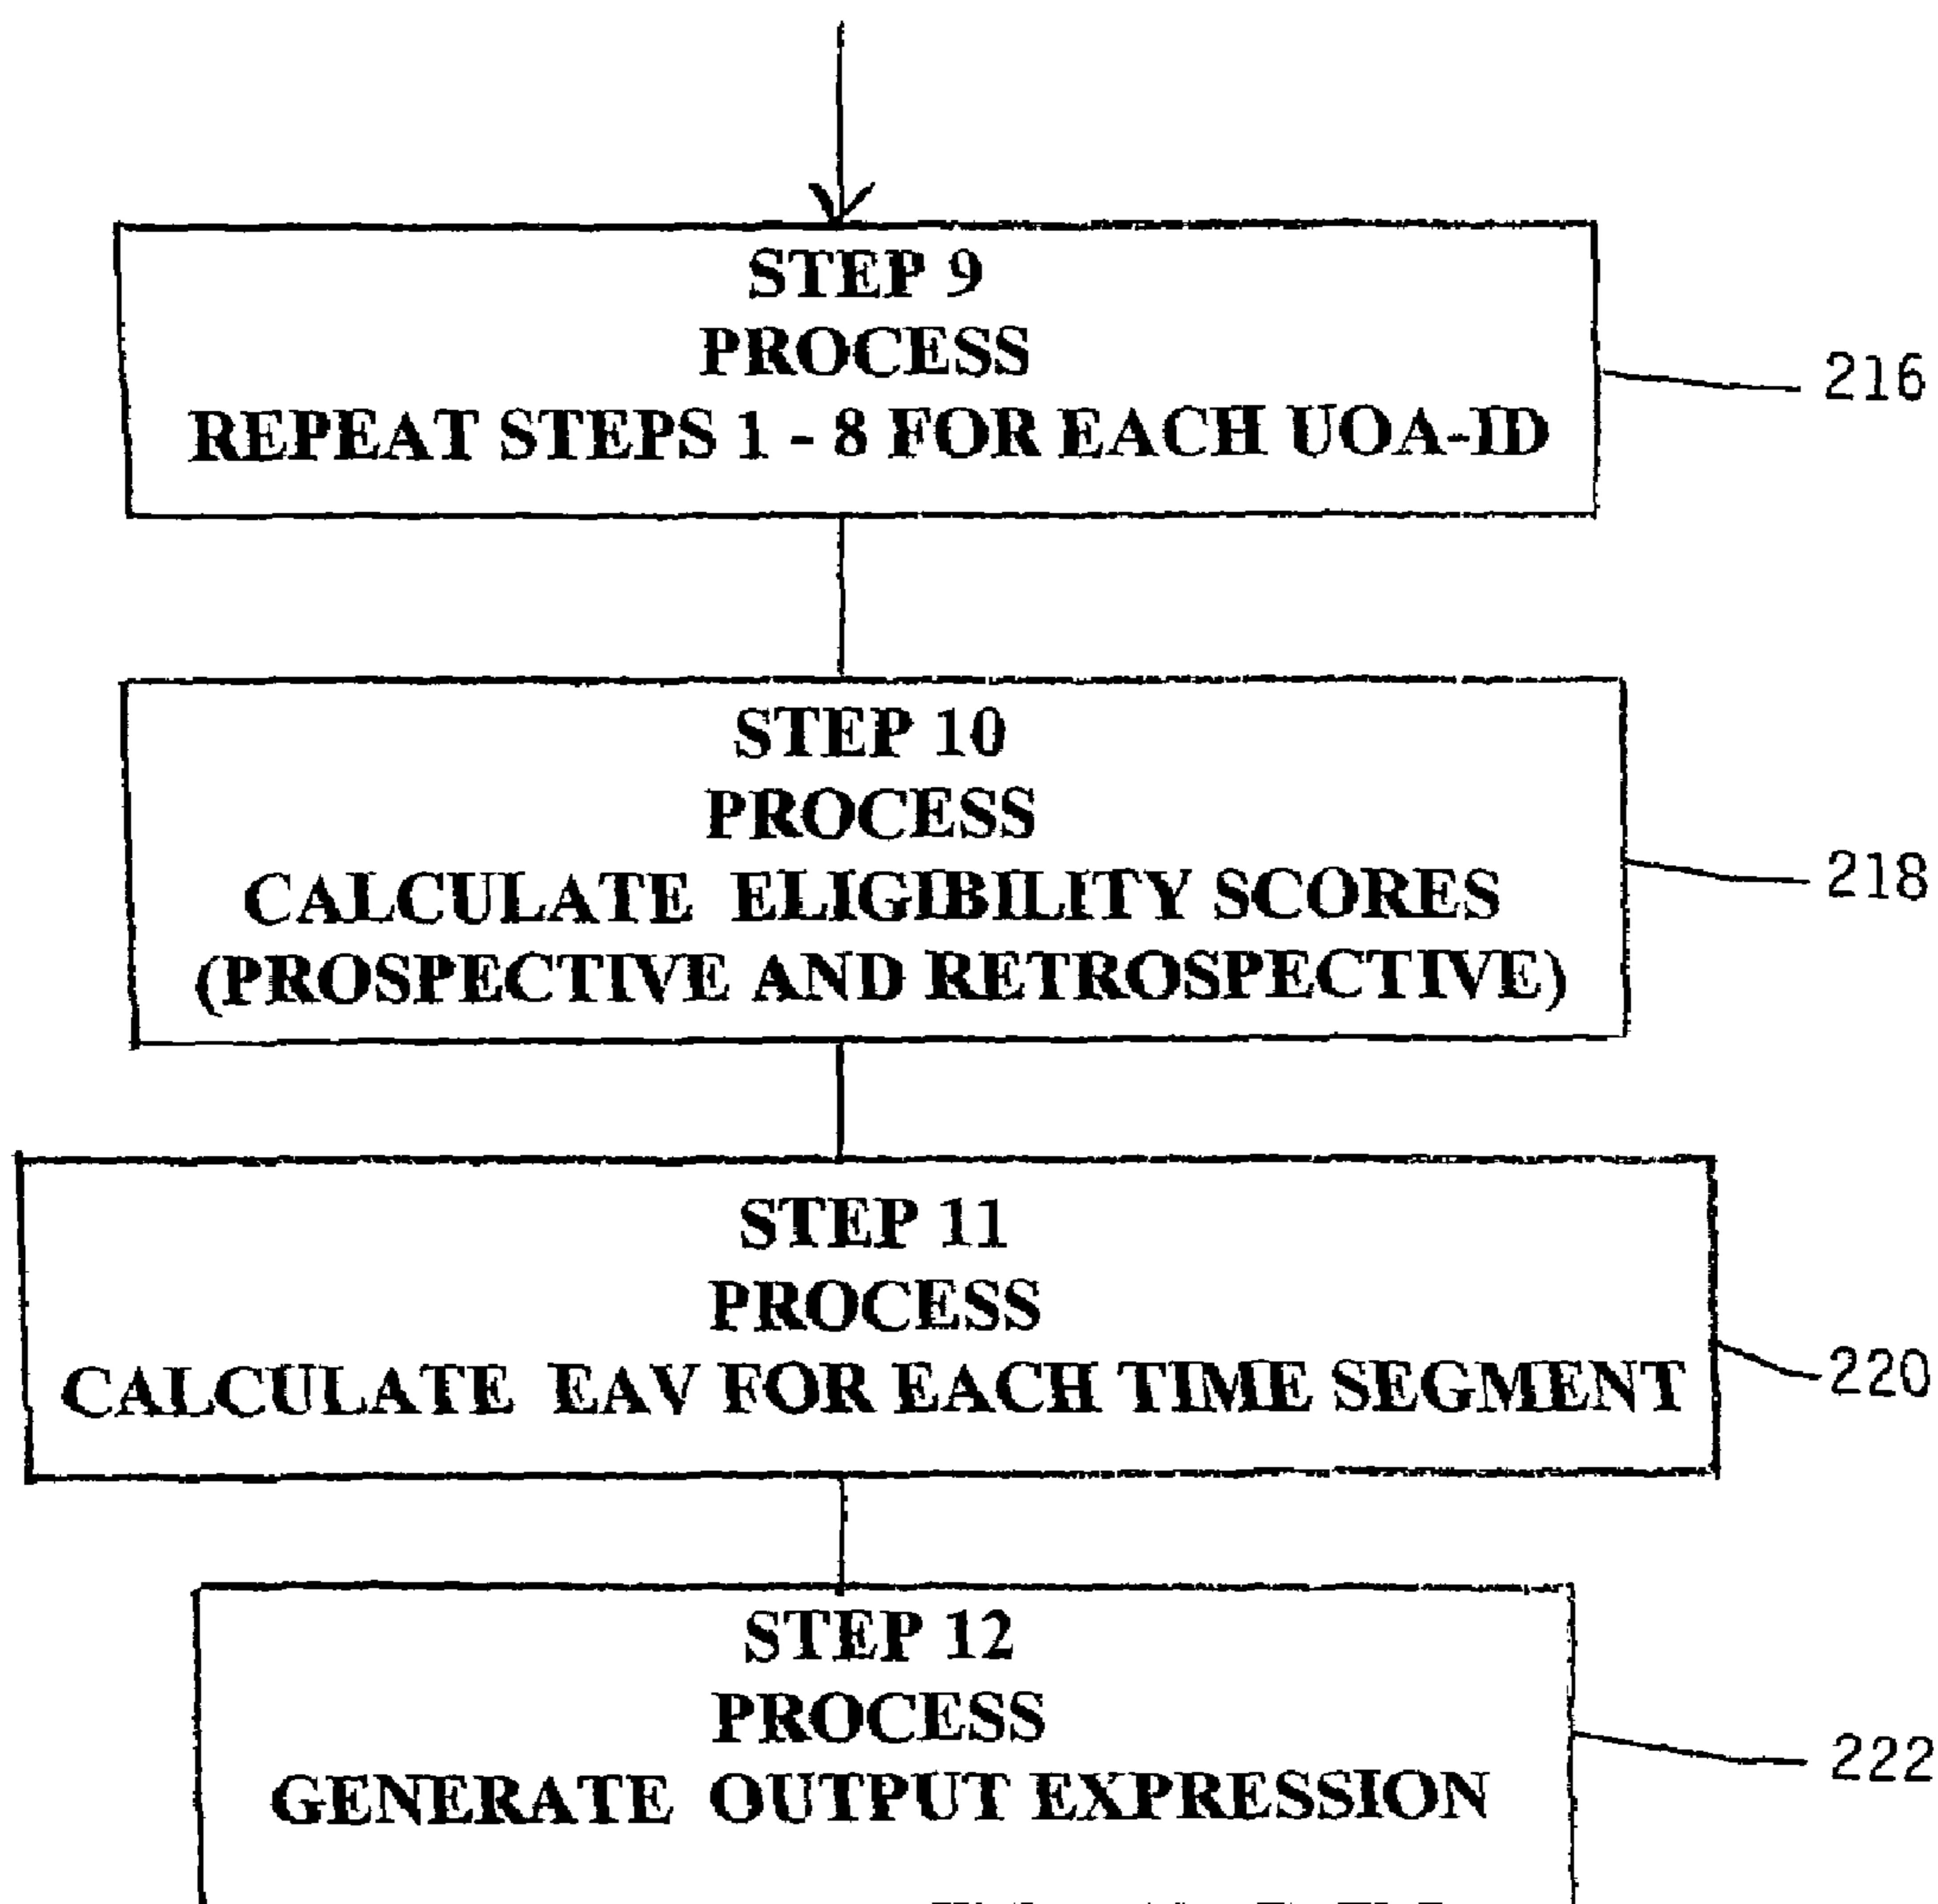 STEP 9
PROCESS
REPEAT STEPS 1 - 8 FOR EACH UOA-ID
216
STEP 10
PROCESS
CALCULATE ELIGIBILITY SCORES
(PROSPECTIVE AND RETROSPECTIVE)
218
STEP 11
PROCESS
CALCULATE EAV FOR EACH TIME SEGMENT
220
STEP 12
PROCESS
GENERATE OUTPUT EXPRESSION
222